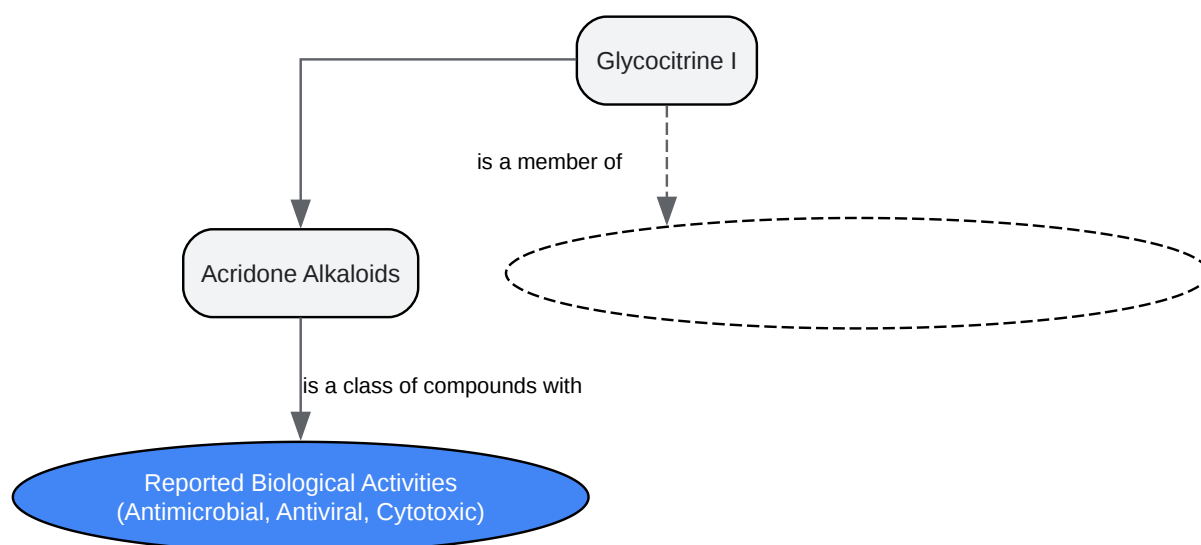 Glycocitrine I
is a member of
Acridone Alkaloids
is a class of compounds with
Reported Biological Activities
(Antimicrobial, Antiviral, Cytotoxic)